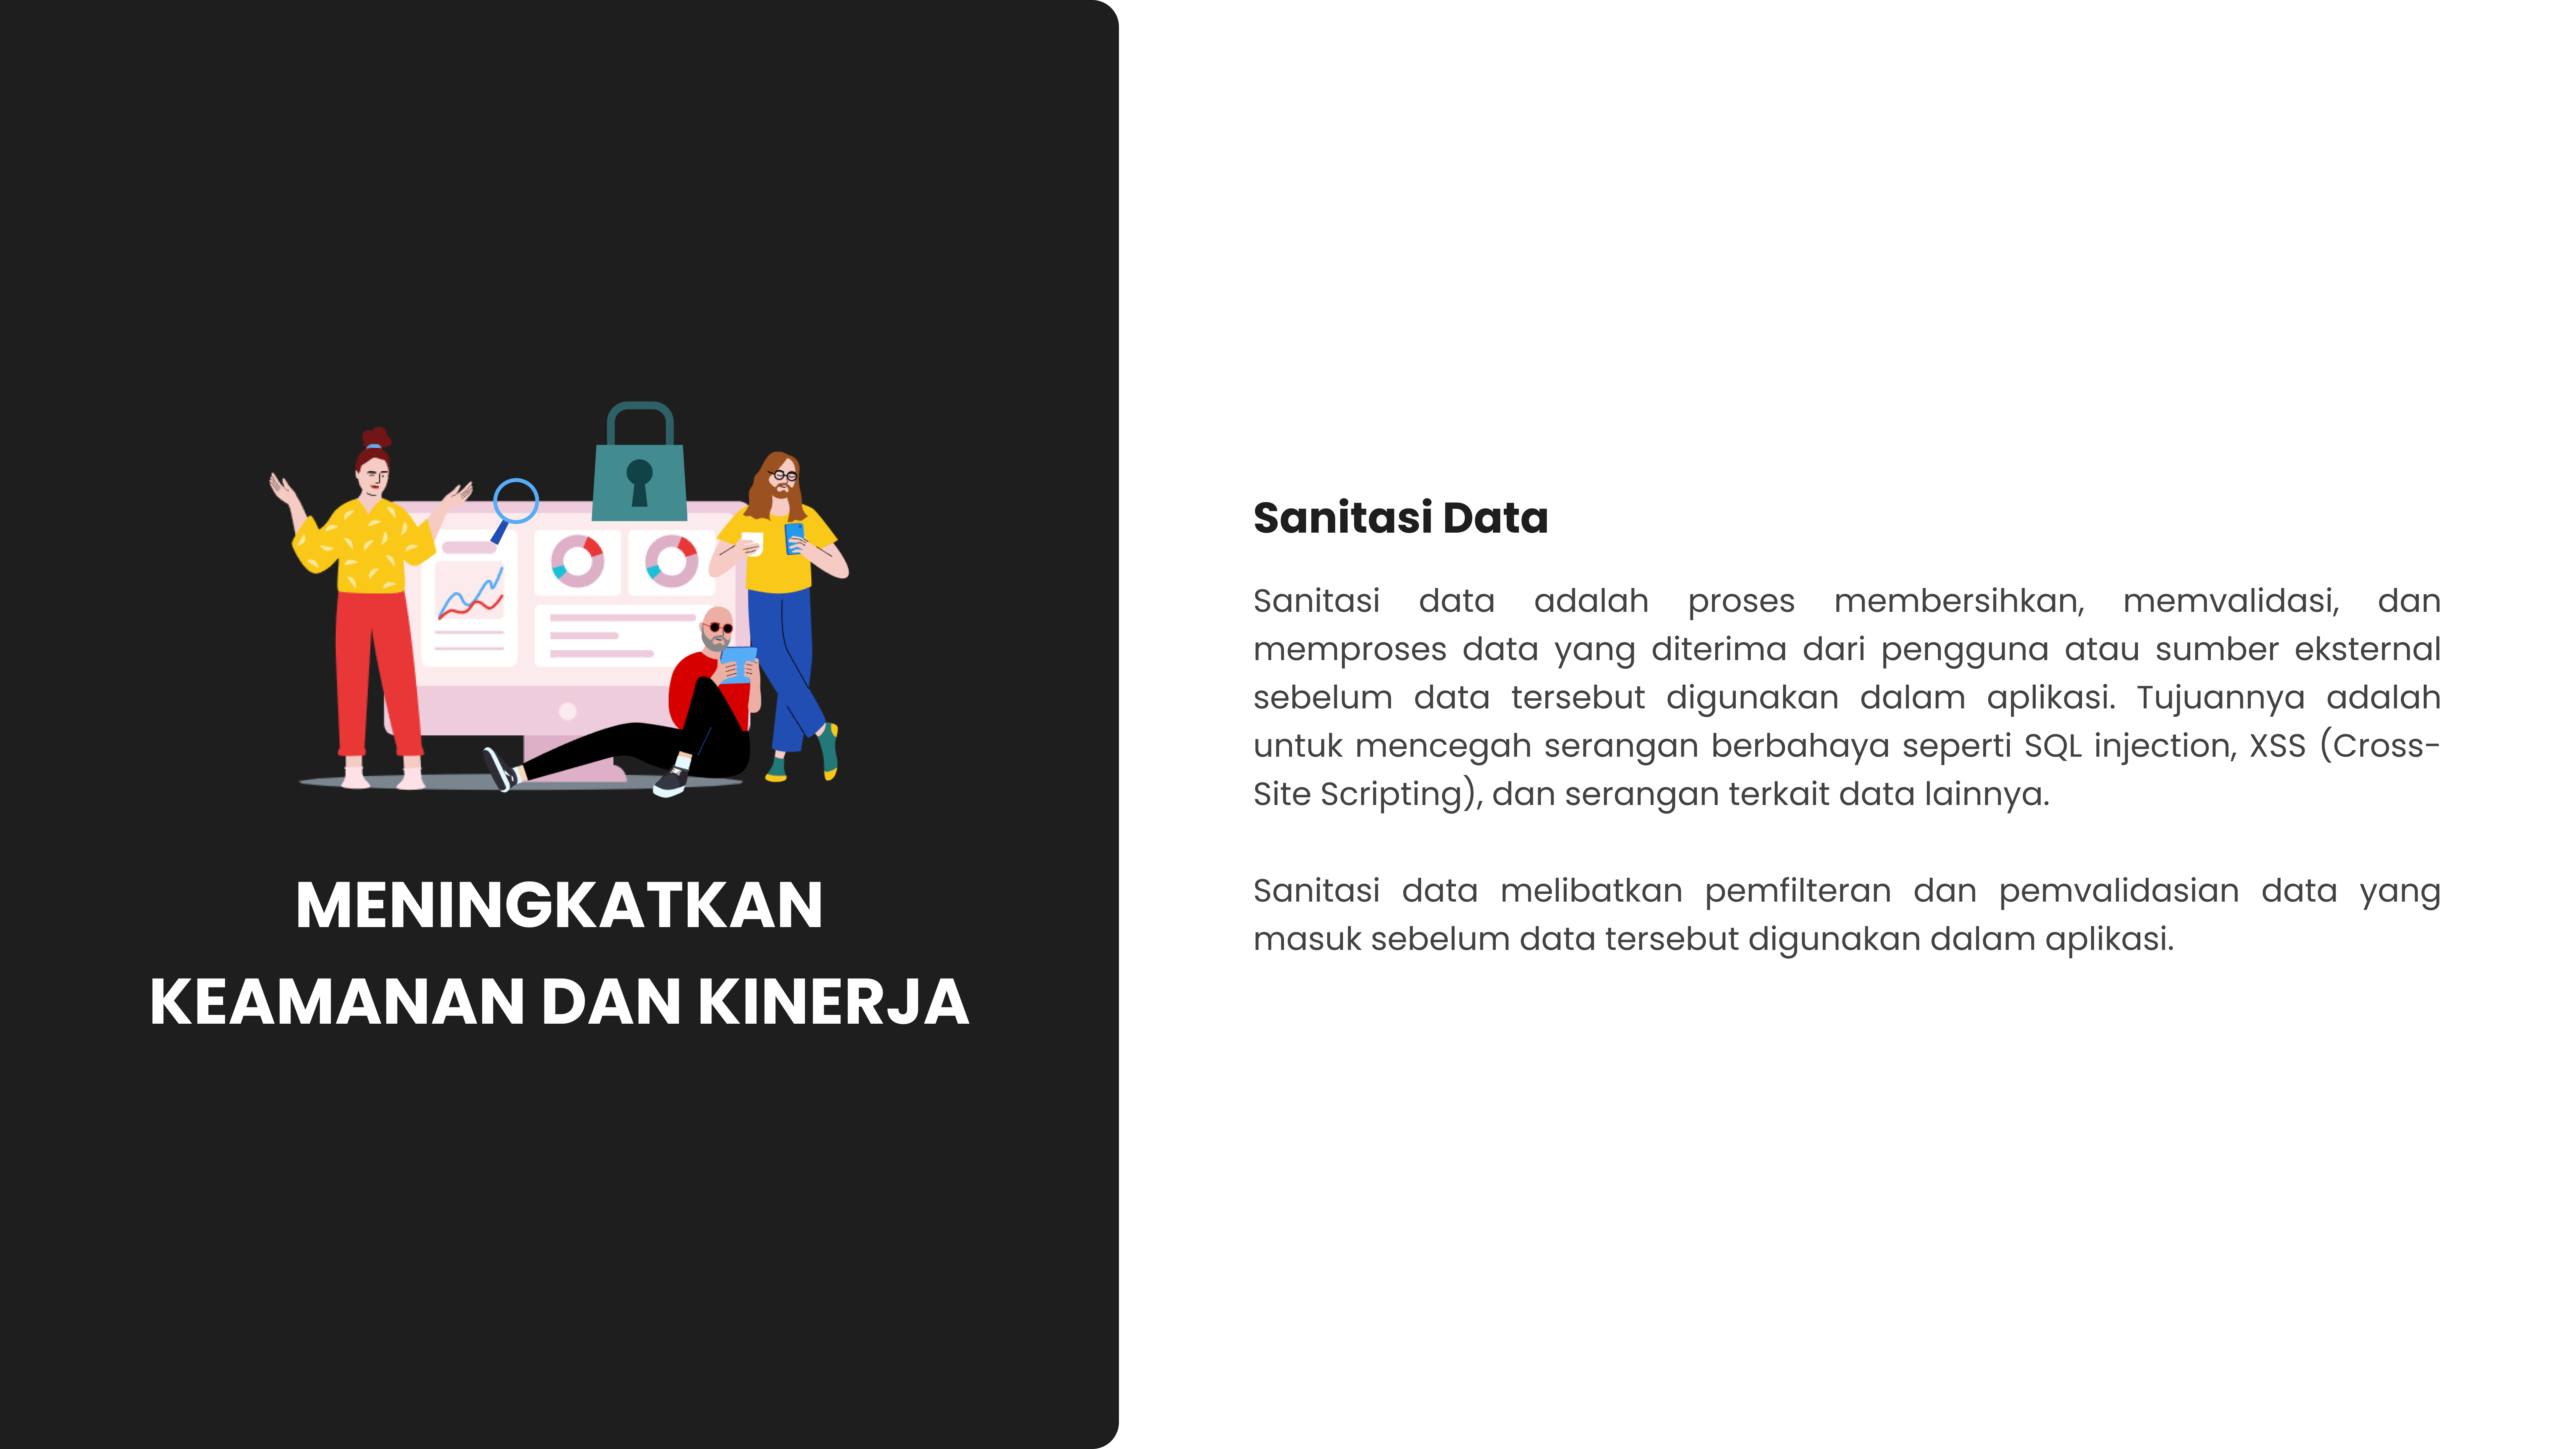 MENINGKATKAN
KEAMANAN DAN KINERJA
Sanitasi Data
Sanitasi data adalah proses membersihkan, memvalidasi, dan
memproses data yang diterima dari pengguna atau sumber eksternal
sebelum data tersebut digunakan dalam aplikasi. Tujuannya adalah
untuk mencegah serangan berbahaya seperti SQL injection, XSS (Cross-
Site Scripting), dan serangan terkait data lainnya.
Sanitasi data melibatkan pemfilteran dan pemvalidasian data yang
masuk sebelum data tersebut digunakan dalam aplikasi.